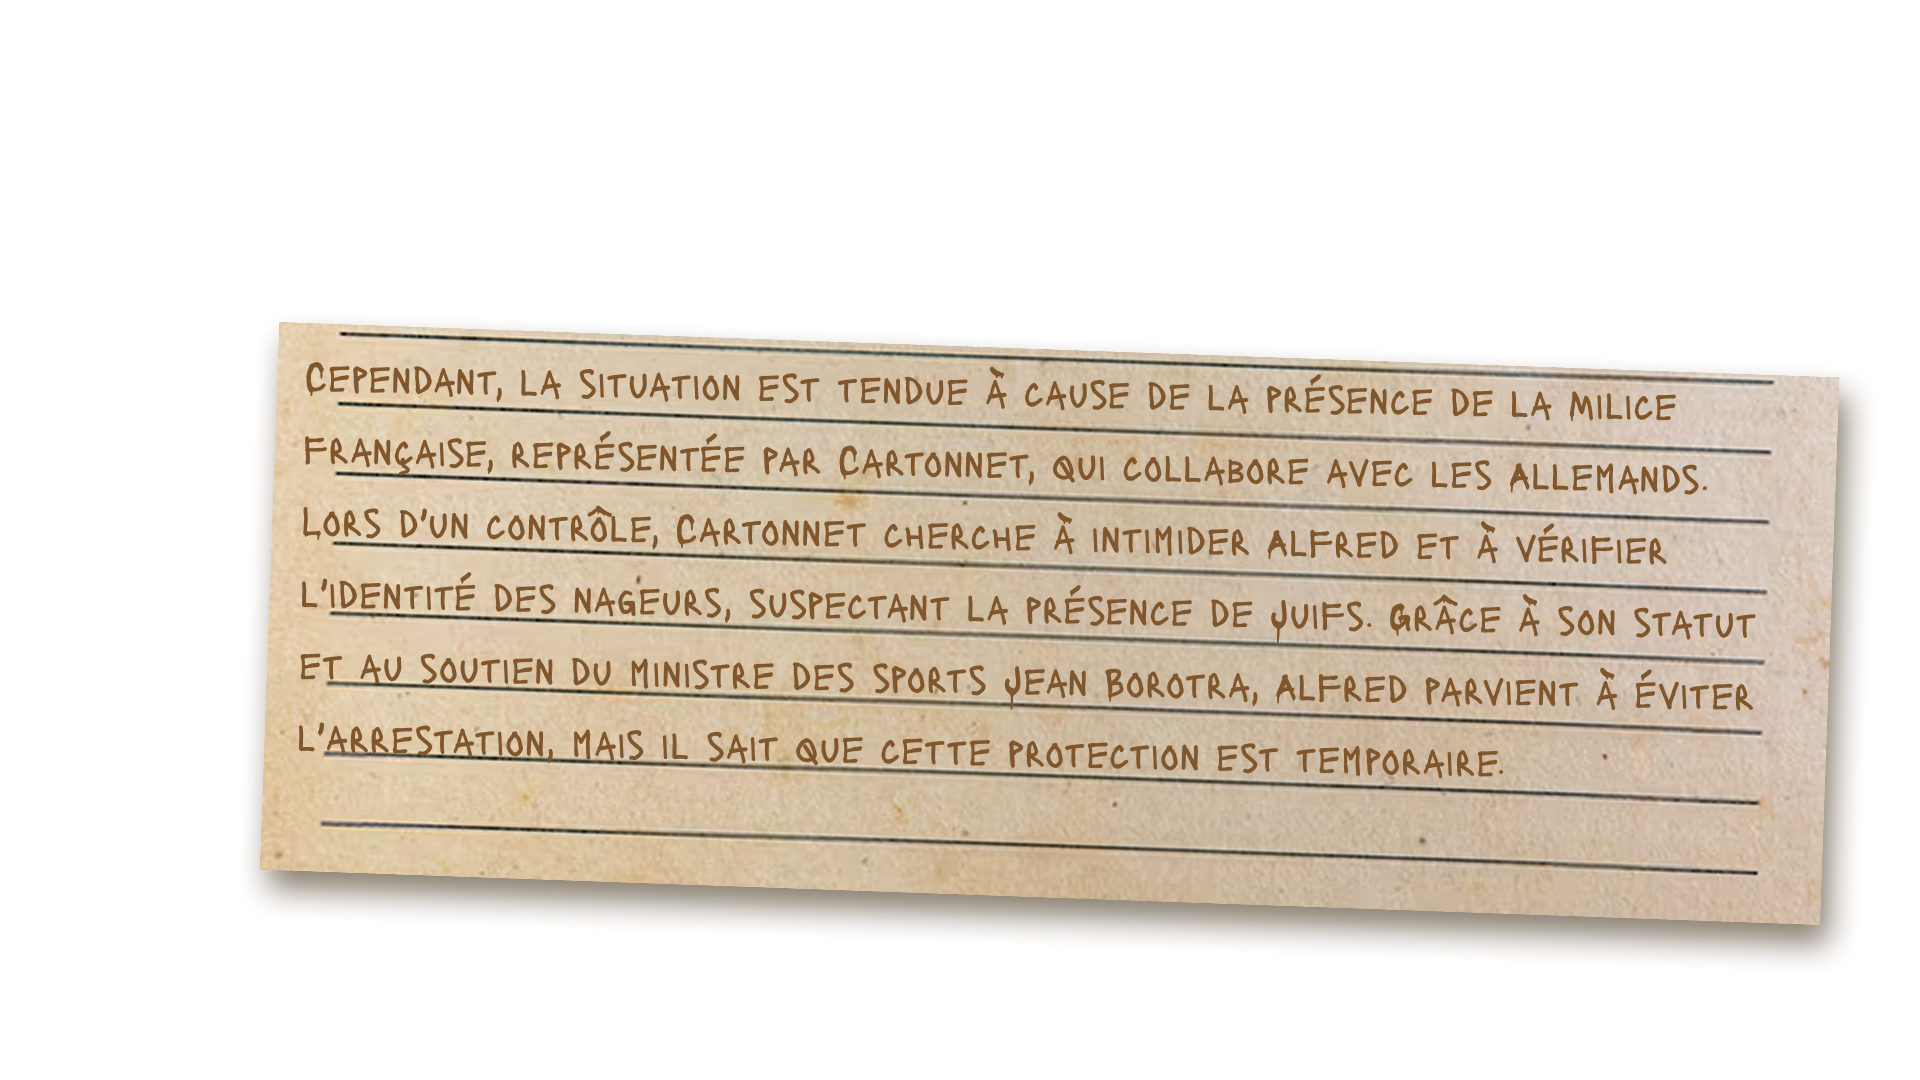 Cependant, la situation est tendue à cause de la présence de la milice
française, représentée par Cartonnet, qui collabore avec les Allemands.
Lors d'un contrôle, Cartonnet cherche à intimider Alfred et à vérifier
l'identité des nageurs, suspectant la présence de Juifs. Grâce à son statut
et au soutien du ministre des Sports Jean Borotra, Alfred parvient à éviter
l'arrestation, mais il sait que cette protection est temporaire.